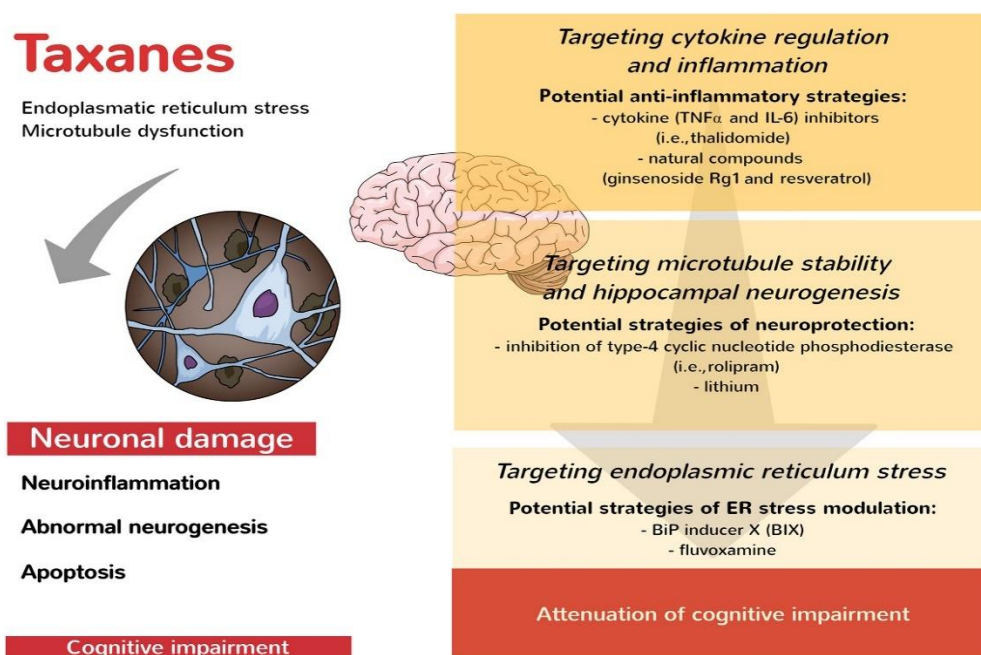 Taxanes
Endoplasmatic reticulum stress
Microtubule dysfunction
Neuronal damage
Neuroinflammation
Abnormal neurogenesis
Apoptosis
Cognitive impairment
Targeting cytokine regulation
and inflammation
Potential anti-inflammatory strategies:
- cytokine (TNFα and IL-6) inhibitors
(i.e., thalidomide)
- natural compounds
(ginsenoside Rg1 and resveratrol)
Targeting microtubule stability
and hippocampal neurogenesis
Potential strategies of neuroprotection:
- inhibition of type-4 cyclic nucleotide phosphodiesterase
(i.e., rolipram)
- lithium
Targeting endoplasmic reticulum stress
Potential strategies of ER stress modulation:
- BiP inducer X (BIX)
- fluvoxamine
Attenuation of cognitive impairment